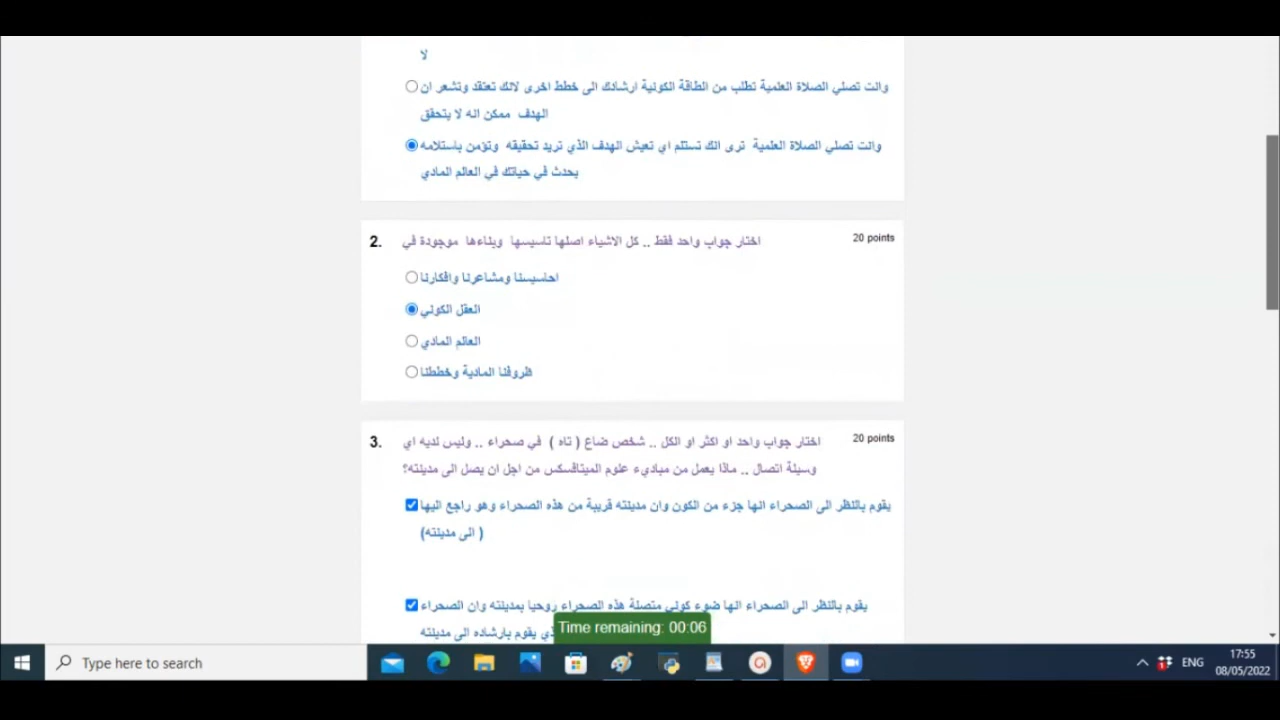 لا
وانت تصلي الصلاة العلمية تطلب من الطاقة الكونية ارشادك الى خطط اخرى لانك تعتقد وتشعر ان
الهدف ممكن انه لا يتحقق
وانت تصلي الصلاة العلمية ترى انك تستلم اي تعيش الهدف الذي تريد تحقيقه وتؤمن باستلامه
يحدث في حياتك في العالم المادي
2. اختار جواب واحد فقط .. كل الاشياء اصلها تاسيسها وبناءها موجودة في 20 points
احاسيسنا ومشاعرنا وافكارنا
العقل الكوني
العالم المادي
ظروفنا المادية وخططنا
3. اختار جواب واحد او اكثر او الكل .. شخص ضاع ( تاه ) في صحراء .. وليس لديه اي 20 points
وسيلة اتصال .. ماذا يعمل من مباديء علوم الميتافسكس من اجل ان يصل الى مدينته؟
يقوم بالنظر الى الصحراء انها جزء من الكون وان مدينته قريبة من هذه الصحراء وهو راجع اليها
( الى مدينته)
يقوم بالنظر الى الصحراء انها ضوء كوني متصلة هذه الصحراء روحيا بمدينته وان الصحراء
ذي يقوم بارشاده الى مدينته
Time remaining: 00:06
Type here to search
ENG
17:55
08/05/2022